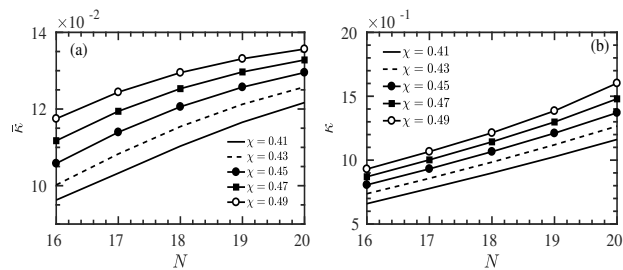 ×10⁻²
(a)
14
12
10
κ̄
χ = 0.41
χ = 0.43
χ = 0.45
χ = 0.47
χ = 0.49
16 17 18 19 20
N
×10⁻¹
(b)
20
15
10
5
κ
χ = 0.41
χ = 0.43
χ = 0.45
χ = 0.47
χ = 0.49
16 17 18 19 20
N